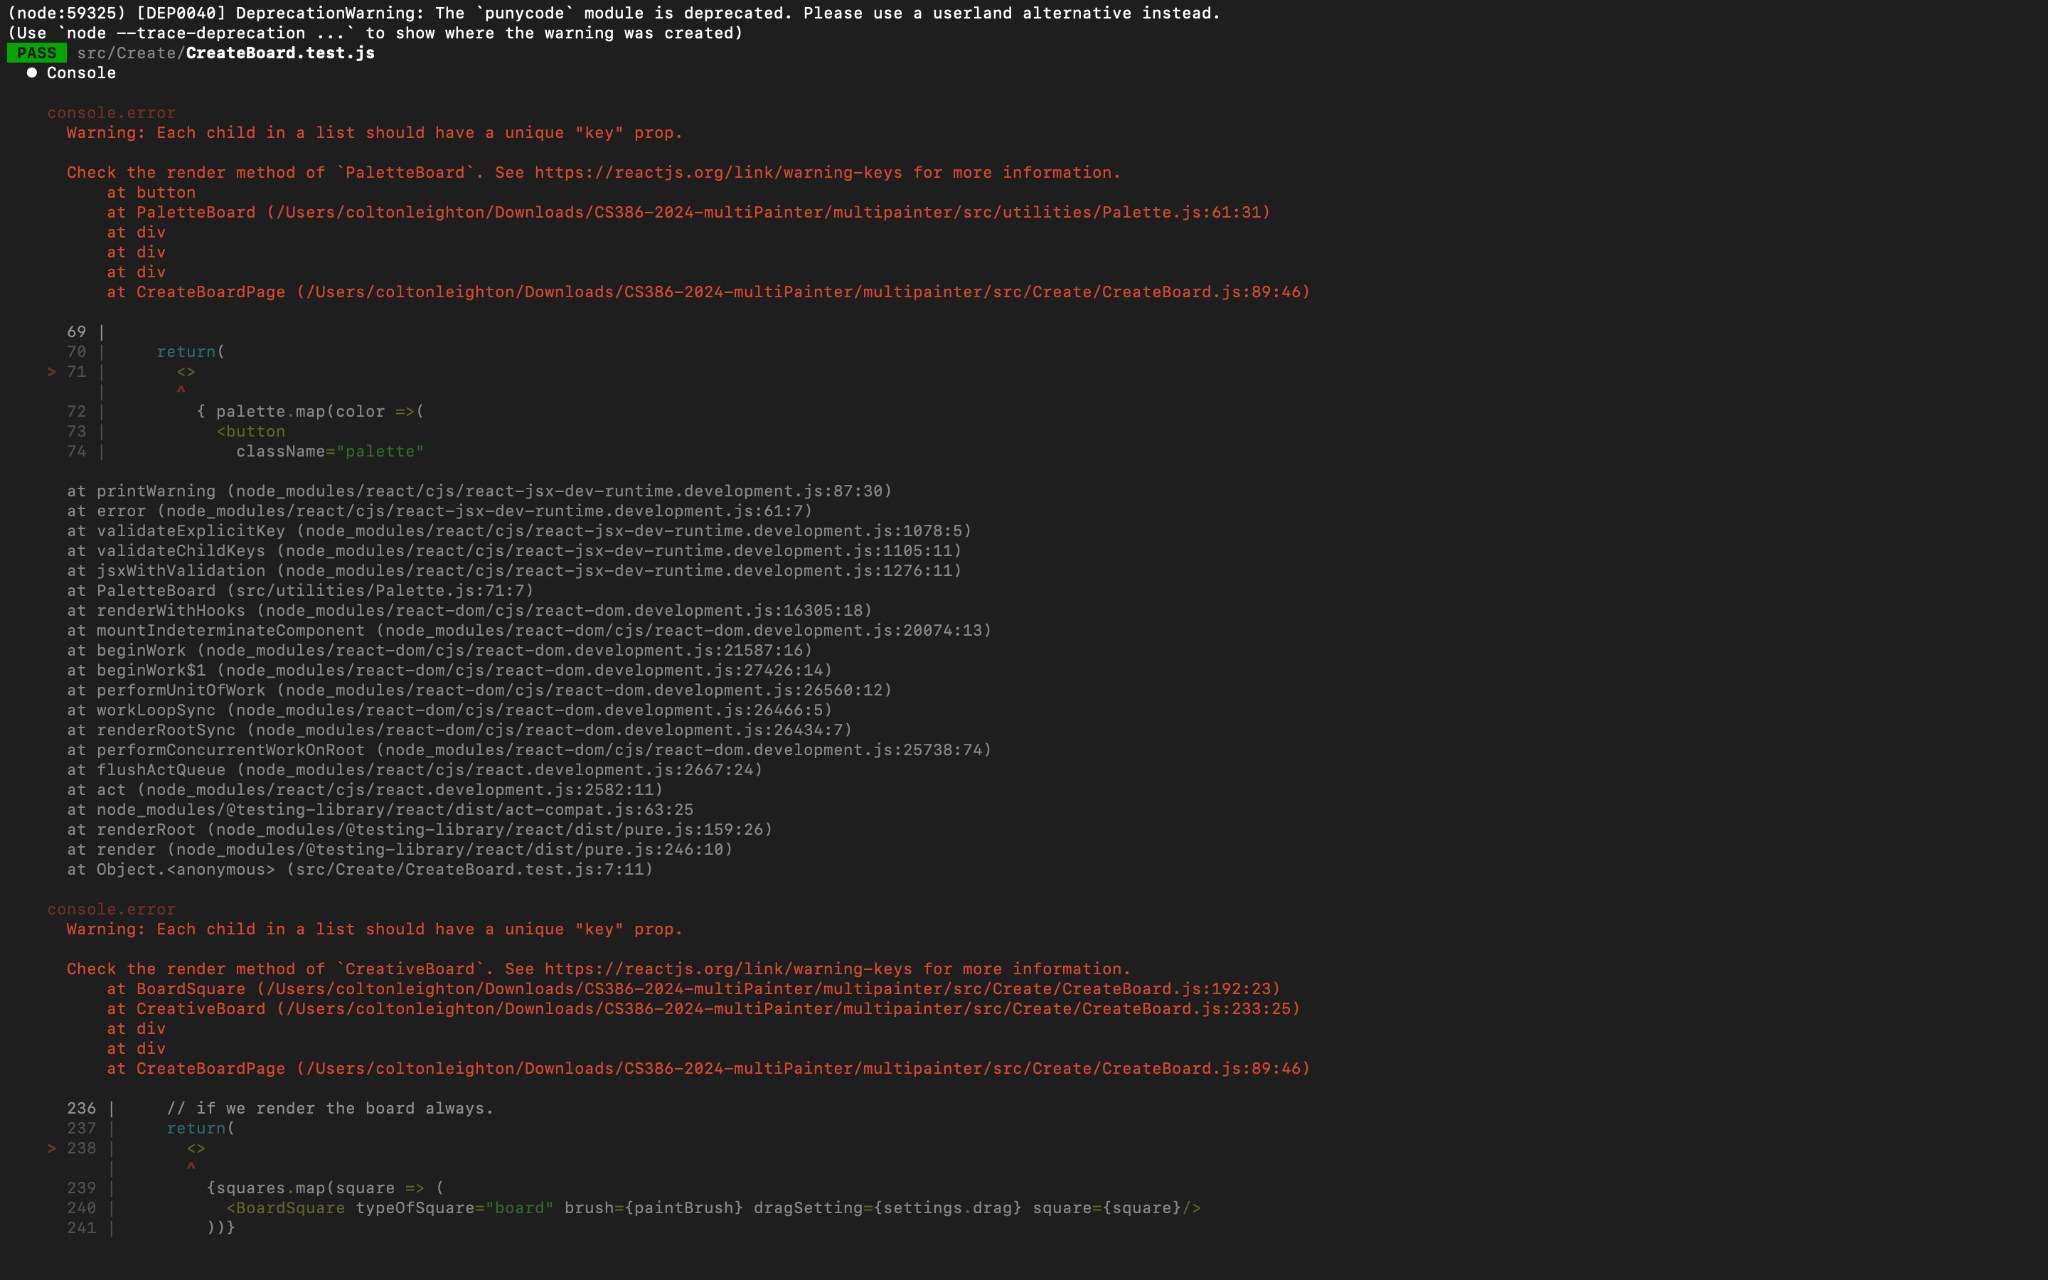 (node:59325) [DEP0040] DeprecationWarning: The `punycode` module is deprecated. Please use a userland alternative instead.
(Use `node --trace-deprecation ...` to show where the warning was created)
PASS src/Create/CreateBoard.test.js
● Console
console.error
Warning: Each child in a list should have a unique "key" prop.
Check the render method of `PaletteBoard`. See https://reactjs.org/link/warning-keys for more information.
at button
at PaletteBoard (/Users/coltonleighton/Downloads/CS386-2024-multiPainter/multipainter/src/utilities/Palette.js:61:31)
at div
at div
at div
at CreateBoardPage (/Users/coltonleighton/Downloads/CS386-2024-multiPainter/multipainter/src/Create/CreateBoard.js:89:46)
69 |
70 | return(
> 71 | <>
| ^
72 | { palette.map(color =>(
73 | <button
74 | className="palette"
at printWarning (node_modules/react/cjs/react-jsx-dev-runtime.development.js:87:30)
at error (node_modules/react/cjs/react-jsx-dev-runtime.development.js:61:7)
at validateExplicitKey (node_modules/react/cjs/react-jsx-dev-runtime.development.js:1078:5)
at validateChildKeys (node_modules/react/cjs/react-jsx-dev-runtime.development.js:1105:11)
at jsxWithValidation (node_modules/react/cjs/react-jsx-dev-runtime.development.js:1276:11)
at PaletteBoard (src/utilities/Palette.js:71:7)
at renderWithHooks (node_modules/react-dom/cjs/react-dom.development.js:16305:18)
at mountIndeterminateComponent (node_modules/react-dom/cjs/react-dom.development.js:20074:13)
at beginWork (node_modules/react-dom/cjs/react-dom.development.js:21587:16)
at beginWork$1 (node_modules/react-dom/cjs/react-dom.development.js:27426:14)
at performUnitOfWork (node_modules/react-dom/cjs/react-dom.development.js:26560:12)
at workLoopSync (node_modules/react-dom/cjs/react-dom.development.js:26466:5)
at renderRootSync (node_modules/react-dom/cjs/react-dom.development.js:26434:7)
at performConcurrentWorkOnRoot (node_modules/react-dom/cjs/react-dom.development.js:25738:74)
at flushActQueue (node_modules/react/cjs/react.development.js:2667:24)
at act (node_modules/react/cjs/react.development.js:2582:11)
at node_modules/@testing-library/react/dist/act-compat.js:63:25
at renderRoot (node_modules/@testing-library/react/dist/pure.js:159:26)
at render (node_modules/@testing-library/react/dist/pure.js:246:10)
at Object.<anonymous> (src/Create/CreateBoard.test.js:7:11)
console.error
Warning: Each child in a list should have a unique "key" prop.
Check the render method of `CreativeBoard`. See https://reactjs.org/link/warning-keys for more information.
at BoardSquare (/Users/coltonleighton/Downloads/CS386-2024-multiPainter/multipainter/src/Create/CreateBoard.js:192:23)
at CreativeBoard (/Users/coltonleighton/Downloads/CS386-2024-multiPainter/multipainter/src/Create/CreateBoard.js:233:25)
at div
at div
at CreateBoardPage (/Users/coltonleighton/Downloads/CS386-2024-multiPainter/multipainter/src/Create/CreateBoard.js:89:46)
236 | // if we render the board always.
237 | return(
> 238 | <>
| ^
239 | {squares.map(square => (
240 | <BoardSquare typeOfSquare="board" brush={paintBrush} dragSetting={settings.drag} square={square}/>
241 | ))}